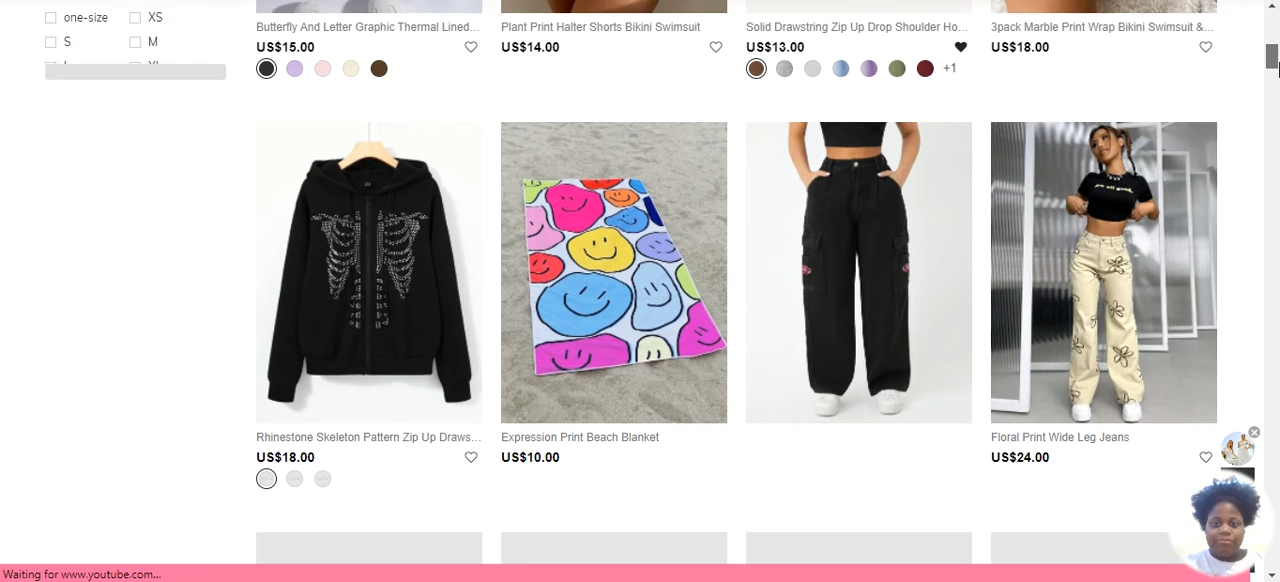 one-size XS
S M
Butterfly And Letter Graphic Thermal Lined...
US$15.00
Plant Print Halter Shorts Bikini Swimsuit
US$14.00
Solid Drawstring Zip Up Drop Shoulder Ho...
US$13.00
+1
3pack Marble Print Wrap Bikini Swimsuit &...
US$18.00
Rhinestone Skeleton Pattern Zip Up Draws...
US$18.00
Expression Print Beach Blanket
US$10.00
Floral Print Wide Leg Jeans
US$24.00
Waiting for www.youtube.com...